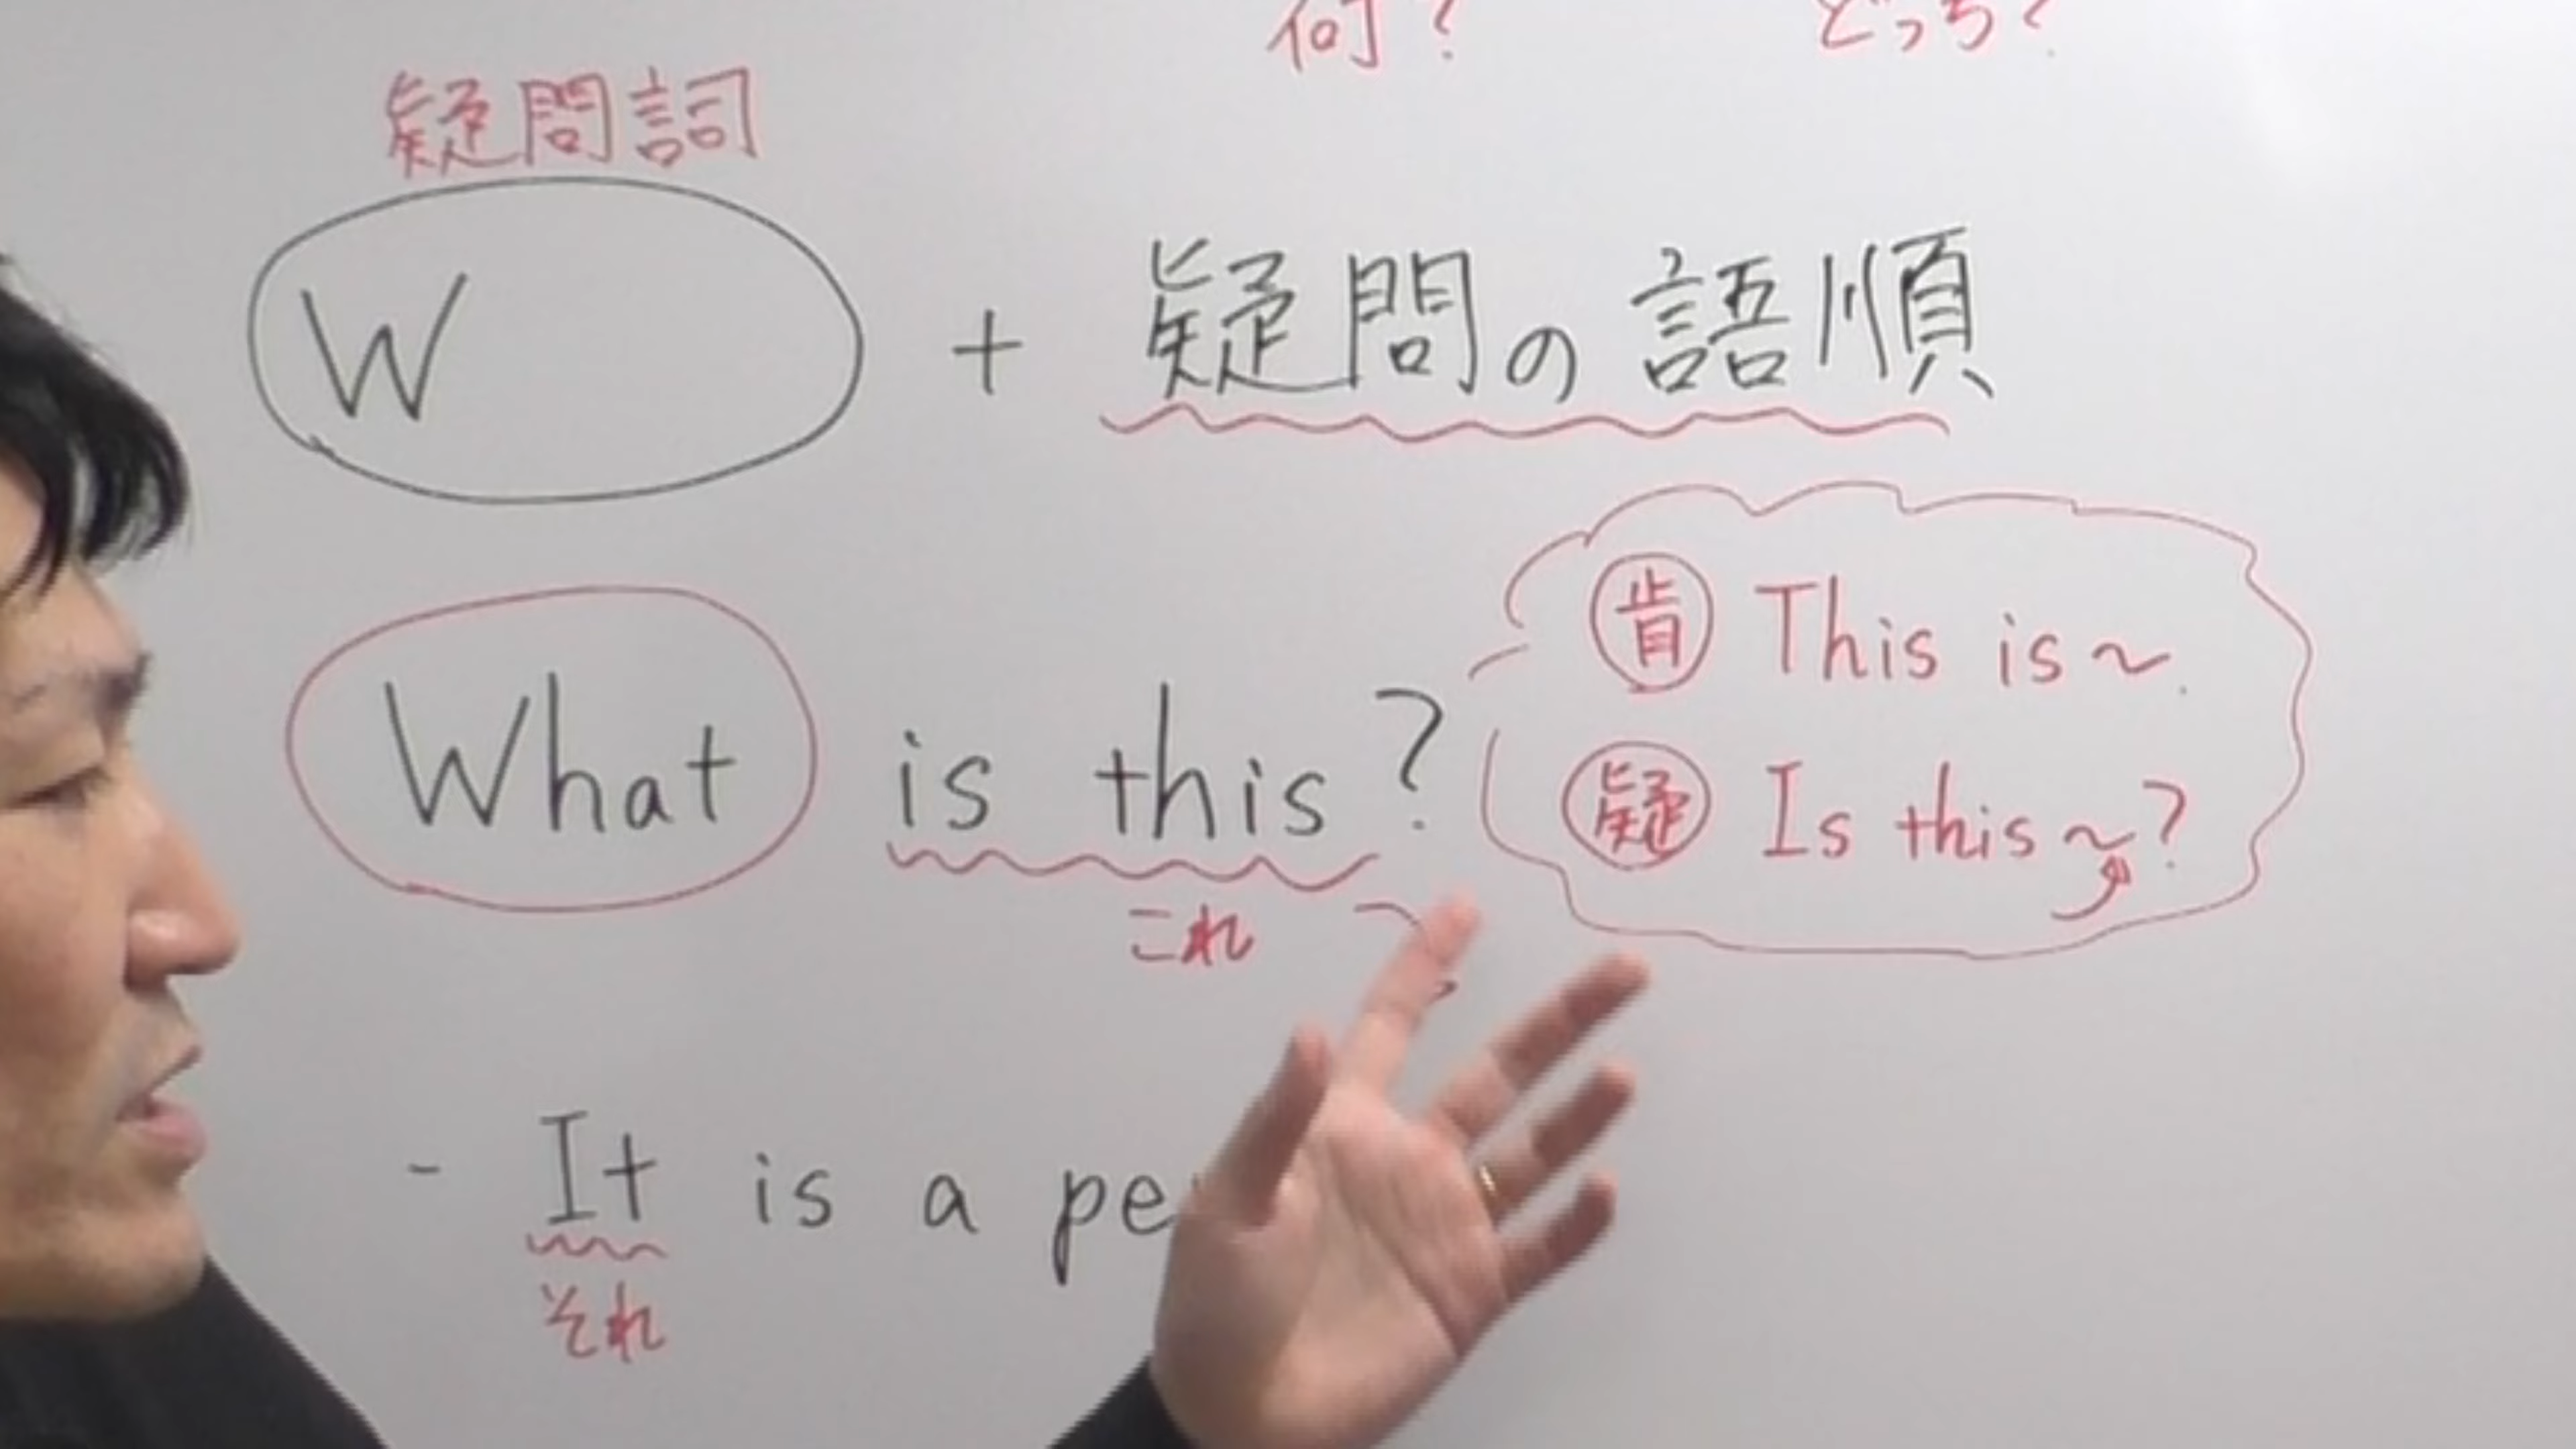 何? どっち?
疑問詞
W + 疑問の語順
肯 This is ~.
What is this?
疑 Is this ~?
これ
- It is a pe
それ